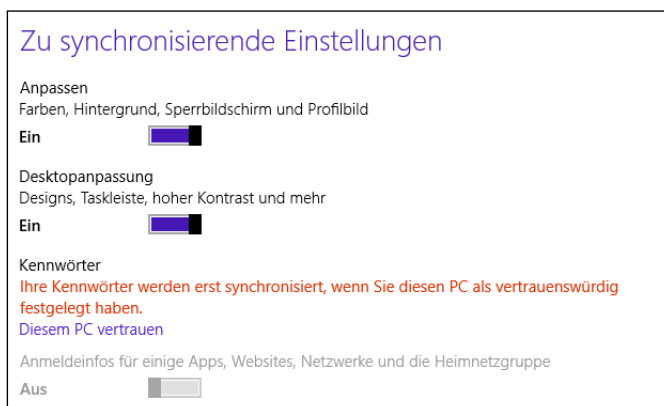 Zu synchronisierende Einstellungen
Anpassen
Farben, Hintergrund, Sperrbildschirm und Profilbild
Ein
Desktopanpassung
Designs, Taskleiste, hoher Kontrast und mehr
Ein
Kennwörter
Ihre Kennwörter werden erst synchronisiert, wenn Sie diesen PC als vertrauenswürdig
festgelegt haben.
Diesem PC vertrauen
Anmeldeinfos für einige Apps, Websites, Netzwerke und die Heimnetzgruppe
Aus